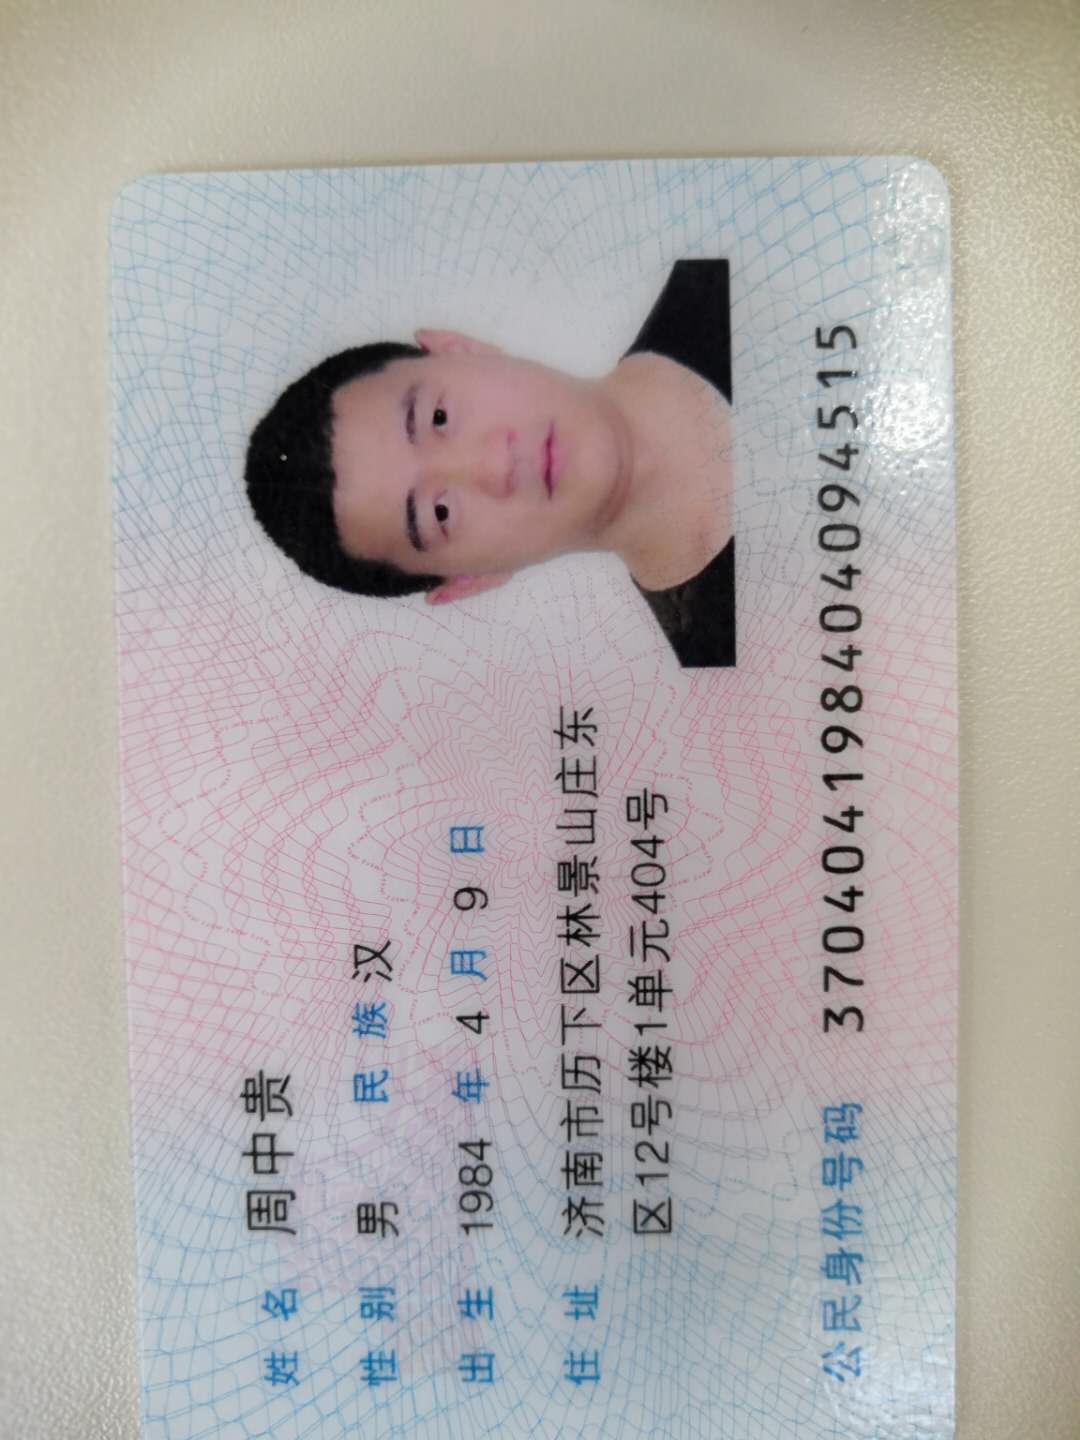 姓名 周中贵
性别 男 民族 汉
出生 1984 年 4 月 9 日
住址 济南市历下区林景山庄东
区12号楼1单元404号
公民身份号码 370404198404094515